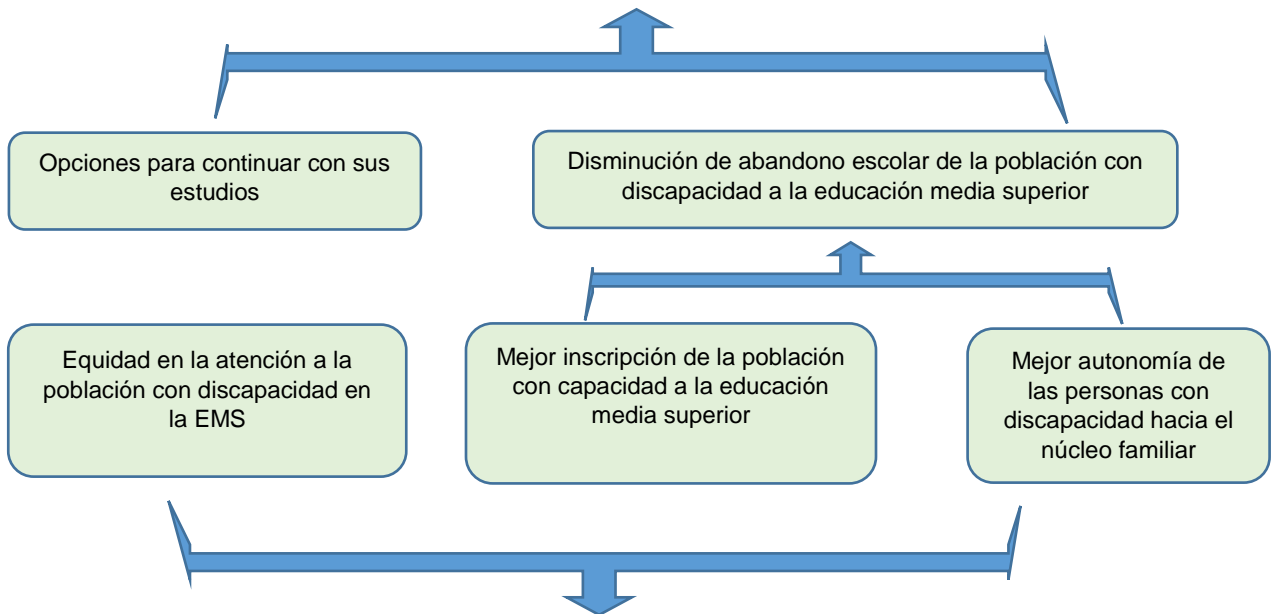 Opciones para continuar con sus
estudios
Disminución de abandono escolar de la población con
discapacidad a la educación media superior
Equidad en la atención a la
población con discapacidad en
la EMS
Mejor inscripción de la población
con capacidad a la educación
media superior
Mejor autonomía de
las personas con
discapacidad hacia el
núcleo familiar